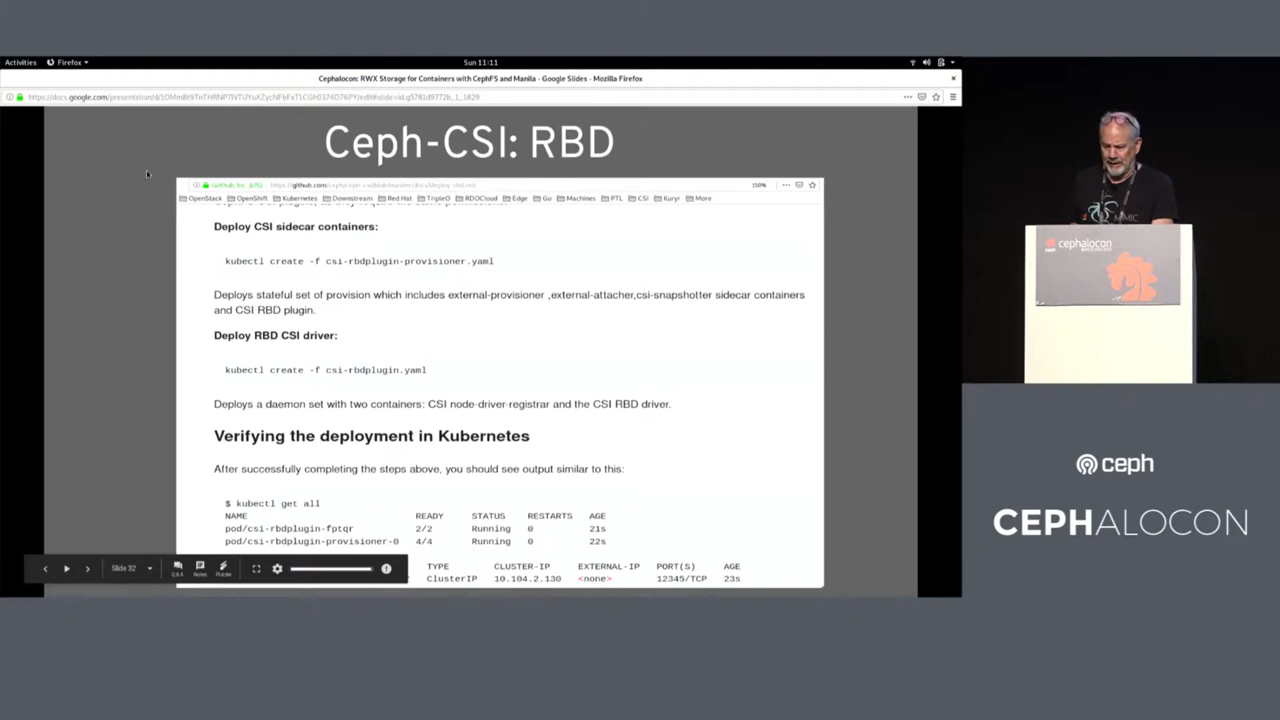 Activities Firefox Sun 11:11
Cephalocon: RWX Storage for Containers with CephFS and Manila - Google Slides - Mozilla Firefox
Ceph-CSI: RBD
150%
OpenStack OpenShift Kubernetes Downstream Red Hat TripleO RDOCloud Edge Go Machines PTL CSI Kuryr More
Deploy CSI sidecar containers:
kubectl create -f csi-rbdplugin-provisioner.yaml
Deploys stateful set of provision which includes external-provisioner ,external-attacher,csi-snapshotter sidecar containers
and CSI RBD plugin.
Deploy RBD CSI driver:
kubectl create -f csi-rbdplugin.yaml
Deploys a daemon set with two containers: CSI node-driver-registrar and the CSI RBD driver.
Verifying the deployment in Kubernetes
After successfully completing the steps above, you should see output similar to this:
$ kubectl get all
NAME READY STATUS RESTARTS AGE
pod/csi-rbdplugin-fptqr 2/2 Running 0 21s
pod/csi-rbdplugin-provisioner-0 4/4 Running 0 22s
TYPE CLUSTER-IP EXTERNAL-IP PORT(S) AGE
ClusterIP 10.104.2.130 <none> 12345/TCP 23s
Slide 32
Q&A Notes Pointer
MIMIC
cephalocon
ceph
CEPHALOCON